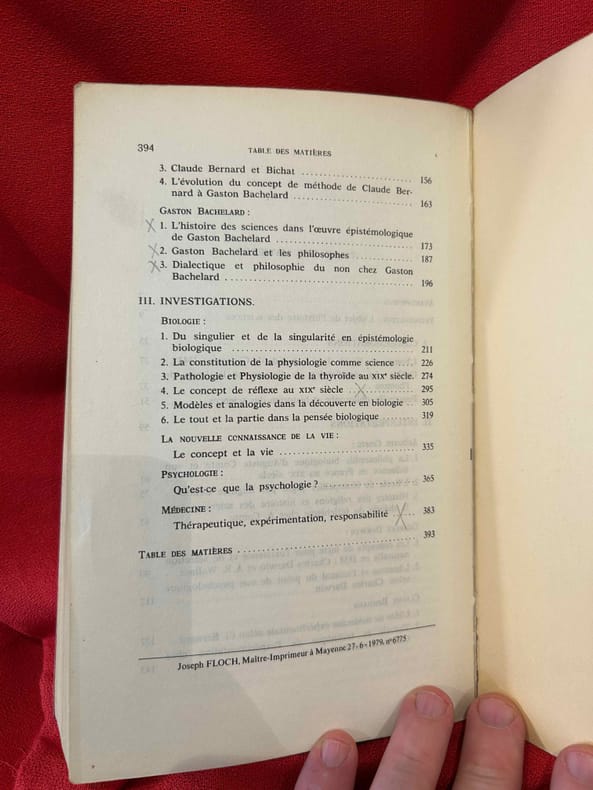 394 TABLE DES MATIÈRES
3. Claude Bernard et Bichat .................... 156
4. L'évolution du concept de méthode de Claude Ber-
nard à Gaston Bachelard .................... 163
GASTON BACHELARD :
1. L'histoire des sciences dans l'œuvre épistémologique
de Gaston Bachelard .................... 173
2. Gaston Bachelard et les philosophes .......... 187
3. Dialectique et philosophie du non chez Gaston
Bachelard .................... 196
III. INVESTIGATIONS.
BIOLOGIE :
1. Du singulier et de la singularité en épistémologie
biologique .................... 211
2. La constitution de la physiologie comme science ... 226
3. Pathologie et Physiologie de la thyroïde au XIXe siècle. 274
4. Le concept de réflexe au XIXe siècle .......... 295
5. Modèles et analogies dans la découverte en biologie .. 305
6. Le tout et la partie dans la pensée biologique ...... 319
LA NOUVELLE CONNAISSANCE DE LA VIE :
Le concept et la vie .................... 335
PSYCHOLOGIE :
Qu'est-ce que la psychologie ? .................... 365
MÉDECINE :
Thérapeutique, expérimentation, responsabilité ..... 383
TABLE DES MATIÈRES .................... 393
Joseph FLOCH, Maître-Imprimeur à Mayenne 27-6-1979, nº 6775